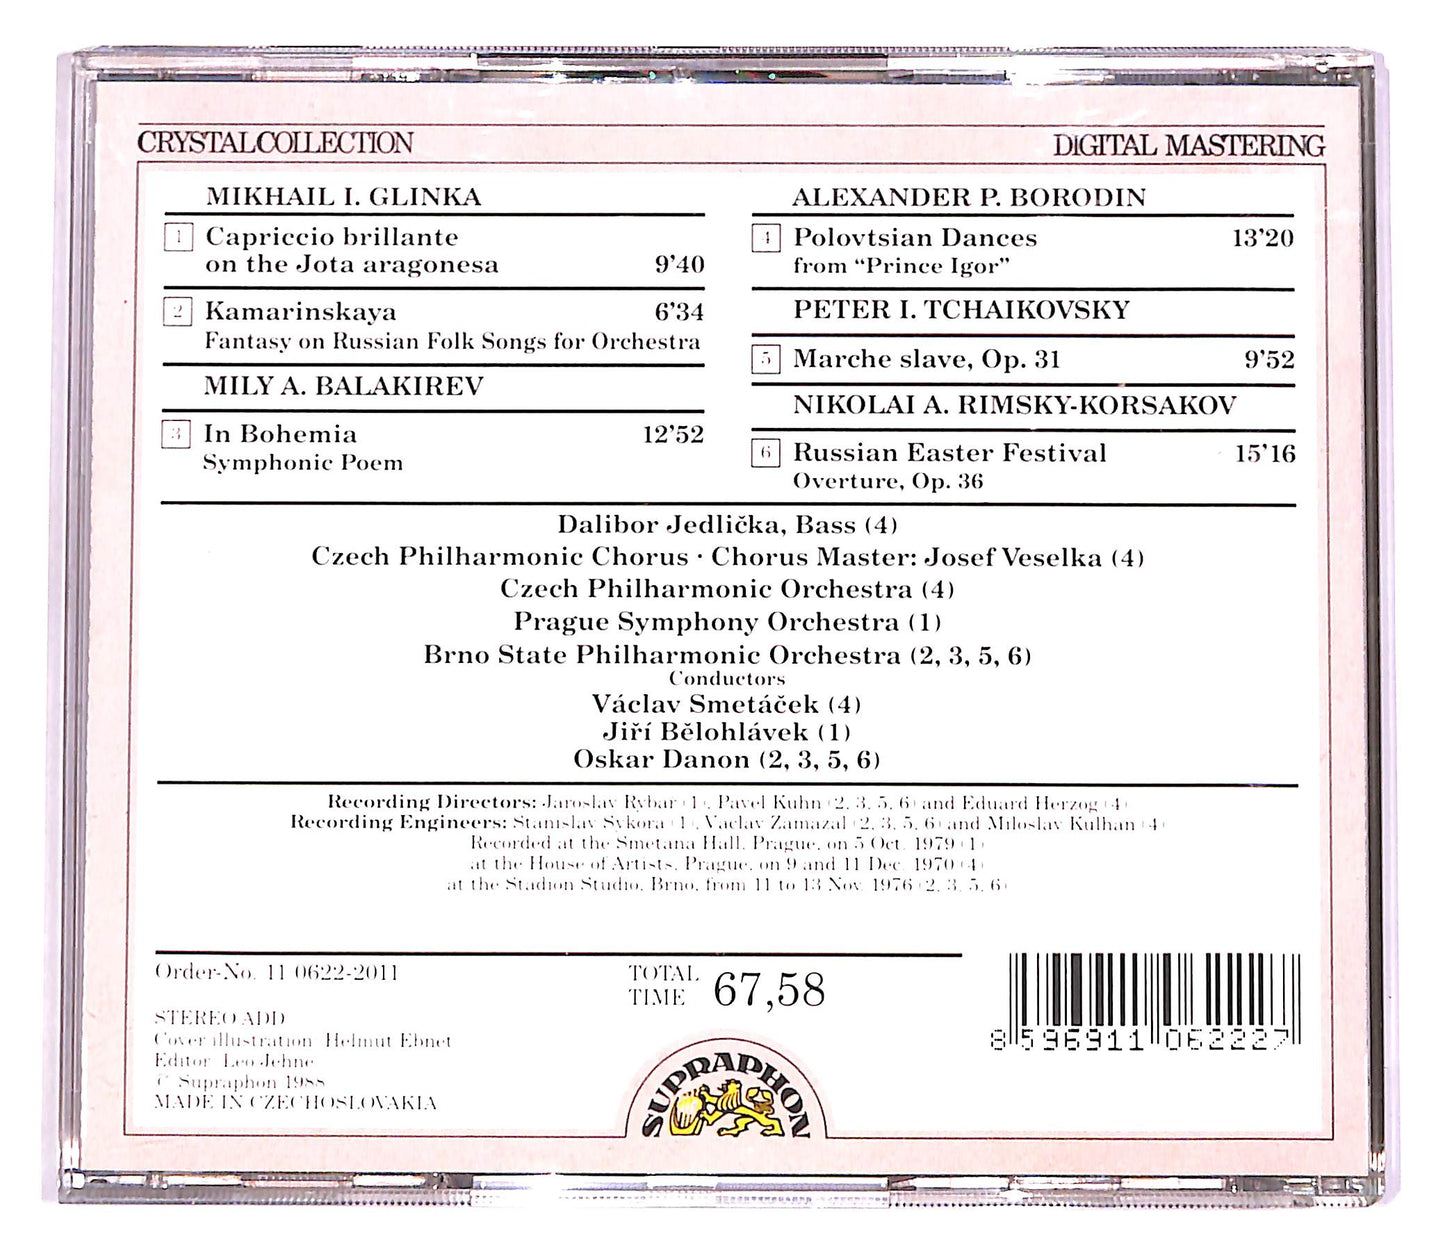 CRYSTALCOLLECTION
DIGITAL MASTERING
MIKHAIL I. GLINKA
1 Capriccio brillante
on the Jota aragonesa 9’40
2 Kamarinskaya 6’34
Fantasy on Russian Folk Songs for Orchestra
MILY A. BALAKIREV
3 In Bohemia 12’52
Symphonic Poem
ALEXANDER P. BORODIN
4 Polovtsian Dances 13’20
from “Prince Igor”
PETER I. TCHAIKOVSKY
5 Marche slave, Op. 31 9’52
NIKOLAI A. RIMSKY-KORSAKOV
6 Russian Easter Festival 15’16
Overture, Op. 36
Dalibor Jedlička, Bass (4)
Czech Philharmonic Chorus · Chorus Master: Josef Veselka (4)
Czech Philharmonic Orchestra (4)
Prague Symphony Orchestra (1)
Brno State Philharmonic Orchestra (2, 3, 5, 6)
Conductors
Václav Smetáček (4)
Jiří Bělohlávek (1)
Oskar Danon (2, 3, 5, 6)
Recording Directors: Jaroslav Rybar (1), Pavel Kuhn (2, 3, 5, 6) and Eduard Herzog (4)
Recording Engineers: Stanislav Sykora (1), Vaclav Zamazal (2, 3, 5, 6) and Miloslav Kulhan (4)
Recorded at the Smetana Hall, Prague, on 5 Oct. 1979 (1)
at the House of Artists, Prague, on 9 and 11 Dec. 1970 (4)
at the Stadion Studio, Brno, from 11 to 13 Nov. 1976 (2, 3, 5, 6)
Order-No. 11 0622-2011
TOTAL TIME 67,58
STEREO ADD
Cover illustration: Helmut Ebnet
Editor: Leo Jehne
© Supraphon 1988
MADE IN CZECHOSLOVAKIA
SUPRAPHON
8 596911 062227